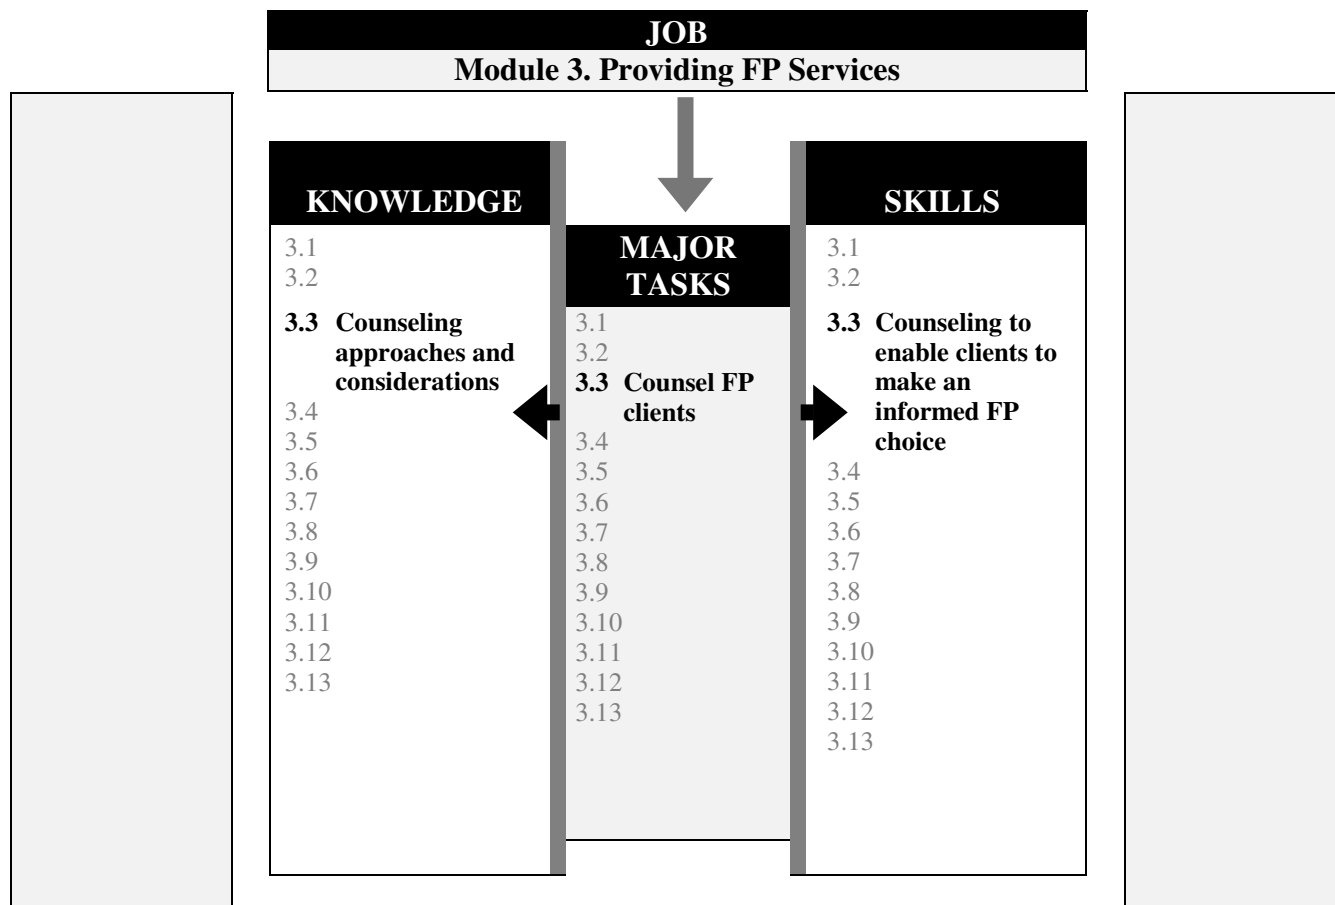 JOB
Module 3. Providing FP Services
KNOWLEDGE
3.1
3.2
3.3 Counseling
approaches and
considerations
3.4
3.5
3.6
3.7
3.8
3.9
3.10
3.11
3.12
3.13
MAJOR
TASKS
3.1
3.2
3.3 Counsel FP
clients
3.4
3.5
3.6
3.7
3.8
3.9
3.10
3.11
3.12
3.13
SKILLS
3.1
3.2
3.3 Counseling to
enable clients to
make an
informed FP
choice
3.4
3.5
3.6
3.7
3.8
3.9
3.10
3.11
3.12
3.13